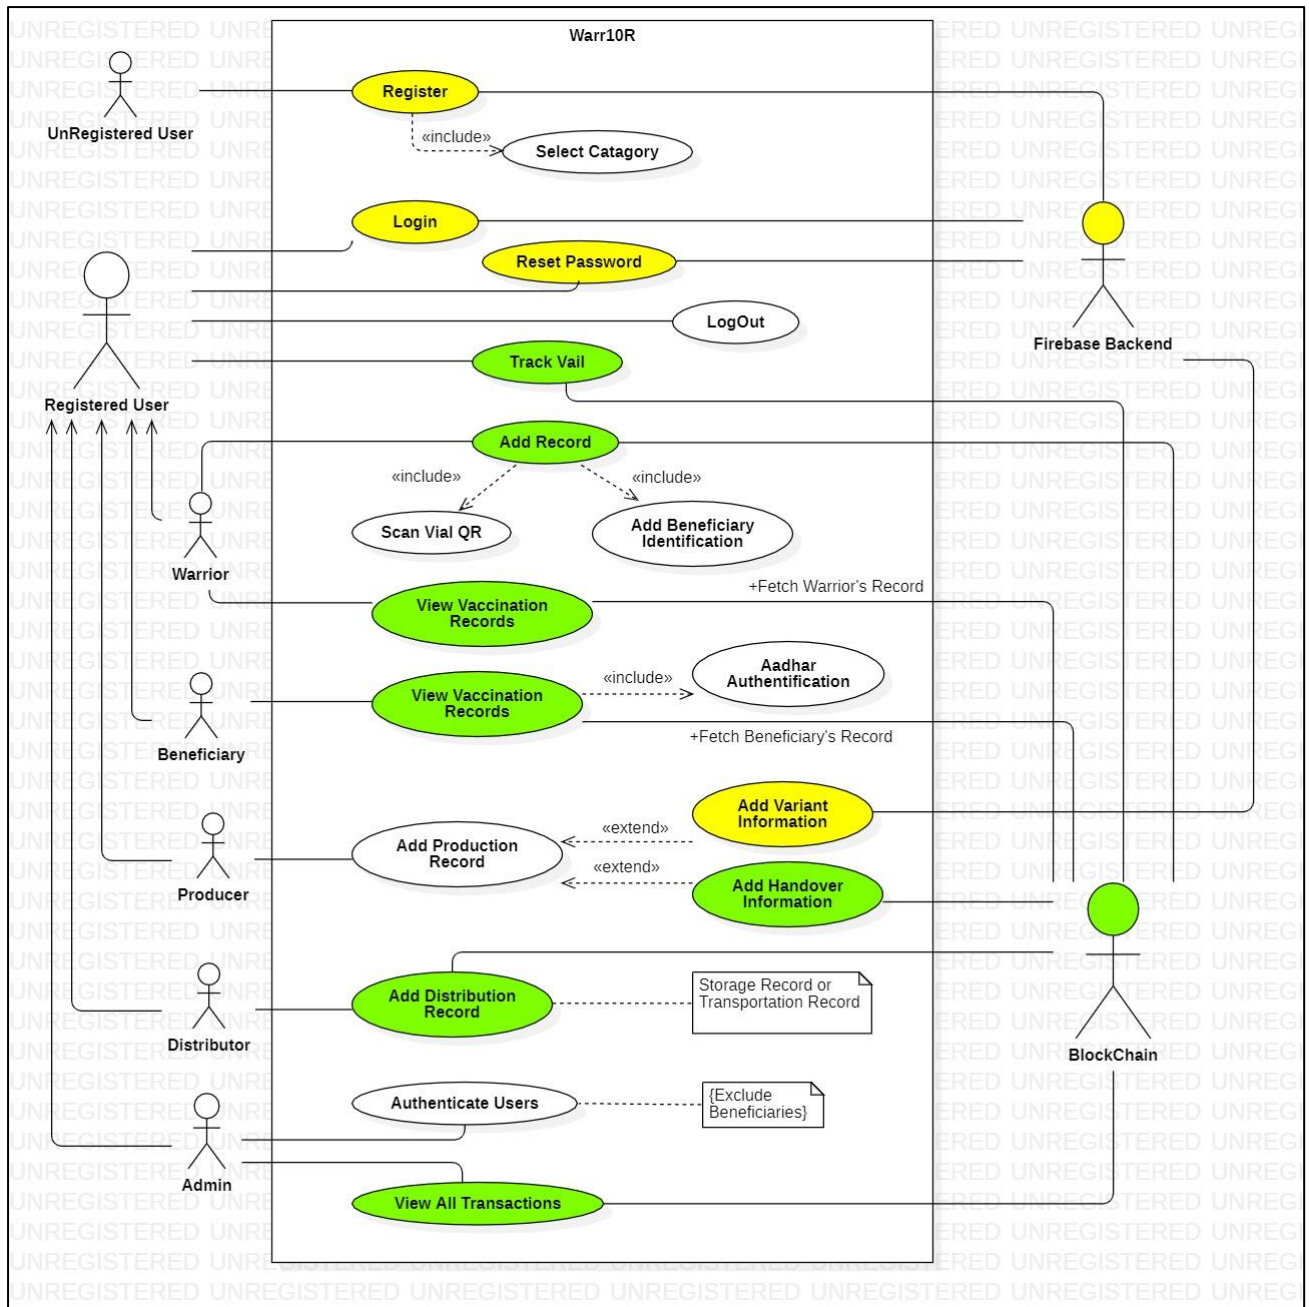 Warr10R
UnRegistered User
Register
«include»
Select Catagory
Login
Reset Password
LogOut
Firebase Backend
Track Vail
Registered User
Add Record
«include»
«include»
Scan Vial QR
Add Beneficiary
Identification
Warrior
+Fetch Warrior's Record
View Vaccination
Records
Aadhar
Authentification
«include»
View Vaccination
Records
+Fetch Beneficiary's Record
Beneficiary
Add Variant
Information
«extend»
Add Production
Record
«extend»
Add Handover
Information
Producer
Storage Record or
Transportation Record
Add Distribution
Record
Distributor
BlockChain
Authenticate Users
{Exclude
Beneficiaries}
Admin
View All Transactions
UNREGISTERED